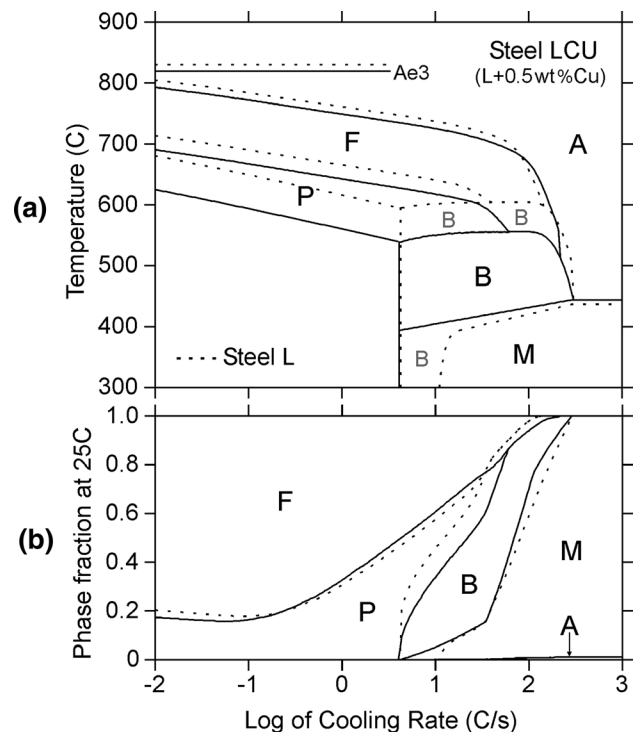 900
800
700
600
500
400
300
Temperature (C)
(a)
Steel LCU
(L+0.5wt%Cu)
Ae3
A
F
P
B
B
B
B
M
Steel L
1.0
0.8
0.6
0.4
0.2
0
Phase fraction at 25C
(b)
F
P
B
M
A
-2
-1
0
1
2
3
Log of Cooling Rate (C/s)